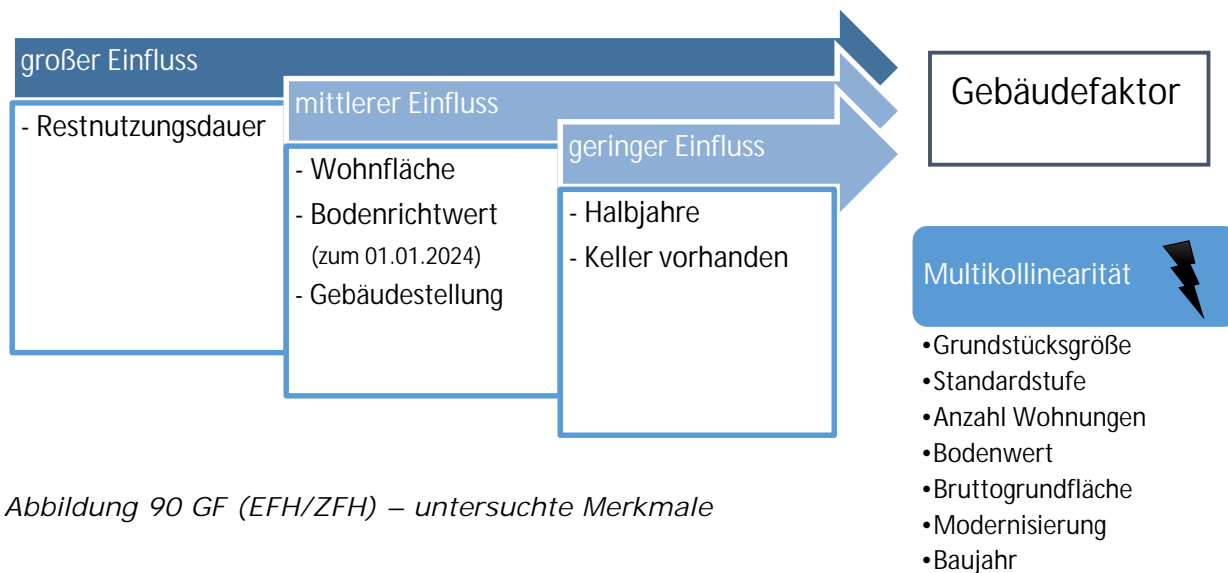 großer Einfluss
- Restnutzungsdauer
mittlerer Einfluss
- Wohnfläche
- Bodenrichtwert
(zum 01.01.2024)
- Gebäudestellung
geringer Einfluss
- Halbjahre
- Keller vorhanden
Gebäudefaktor
Multikollinearität
•Grundstücksgröße
•Standardstufe
•Anzahl Wohnungen
•Bodenwert
•Bruttogrundfläche
•Modernisierung
•Baujahr
Abbildung 90 GF (EFH/ZFH) – untersuchte Merkmale